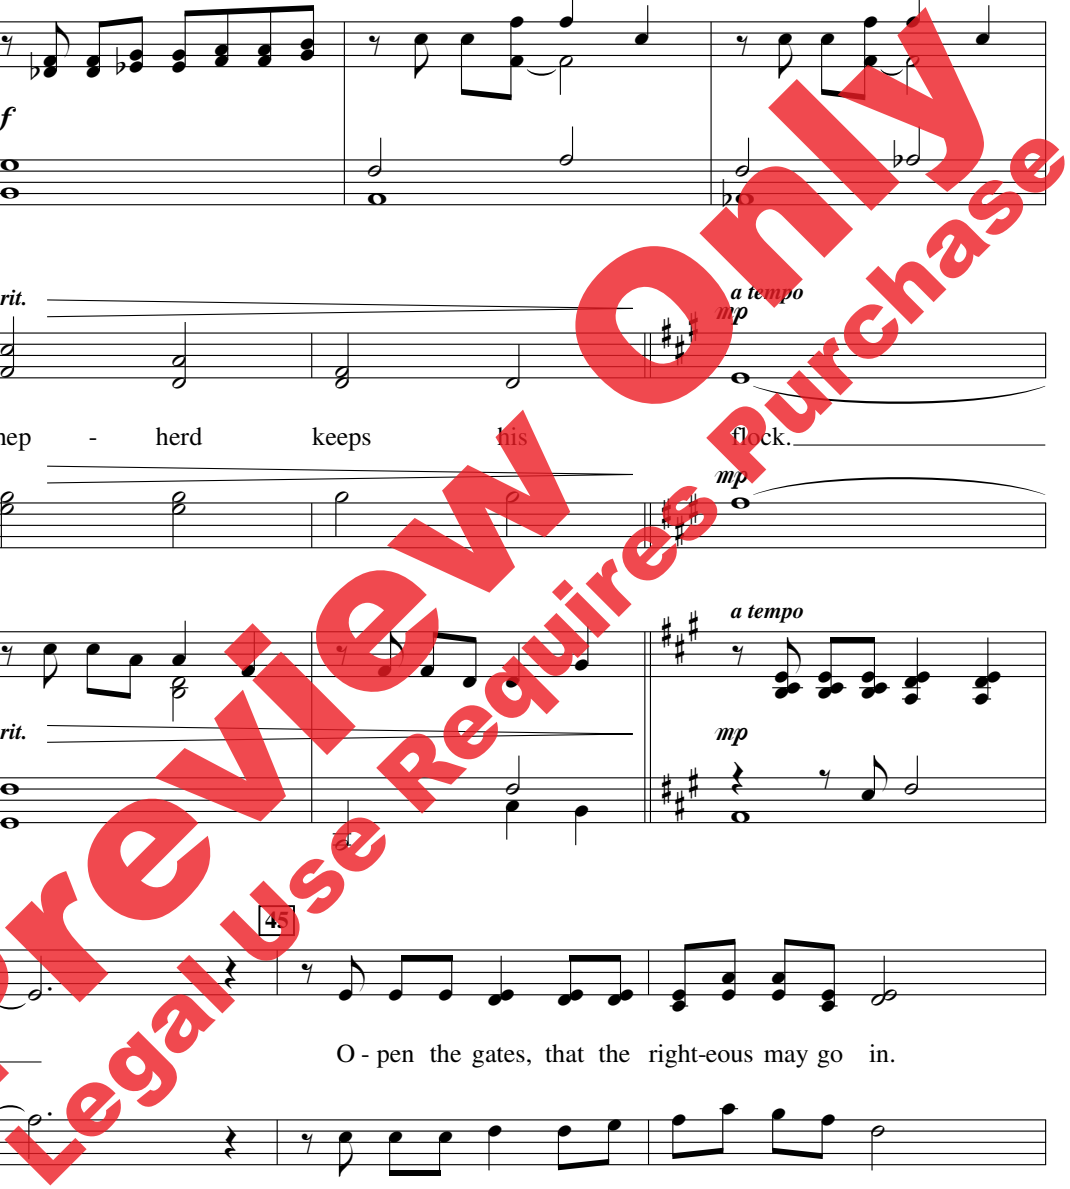 f
rit.
a tempo
mp
hep - herd keeps his flock.
mp
a tempo
rit.
mp
45
O - pen the gates, that the right-eous may go in.
Preview Only
Legal Use Requires Purchase